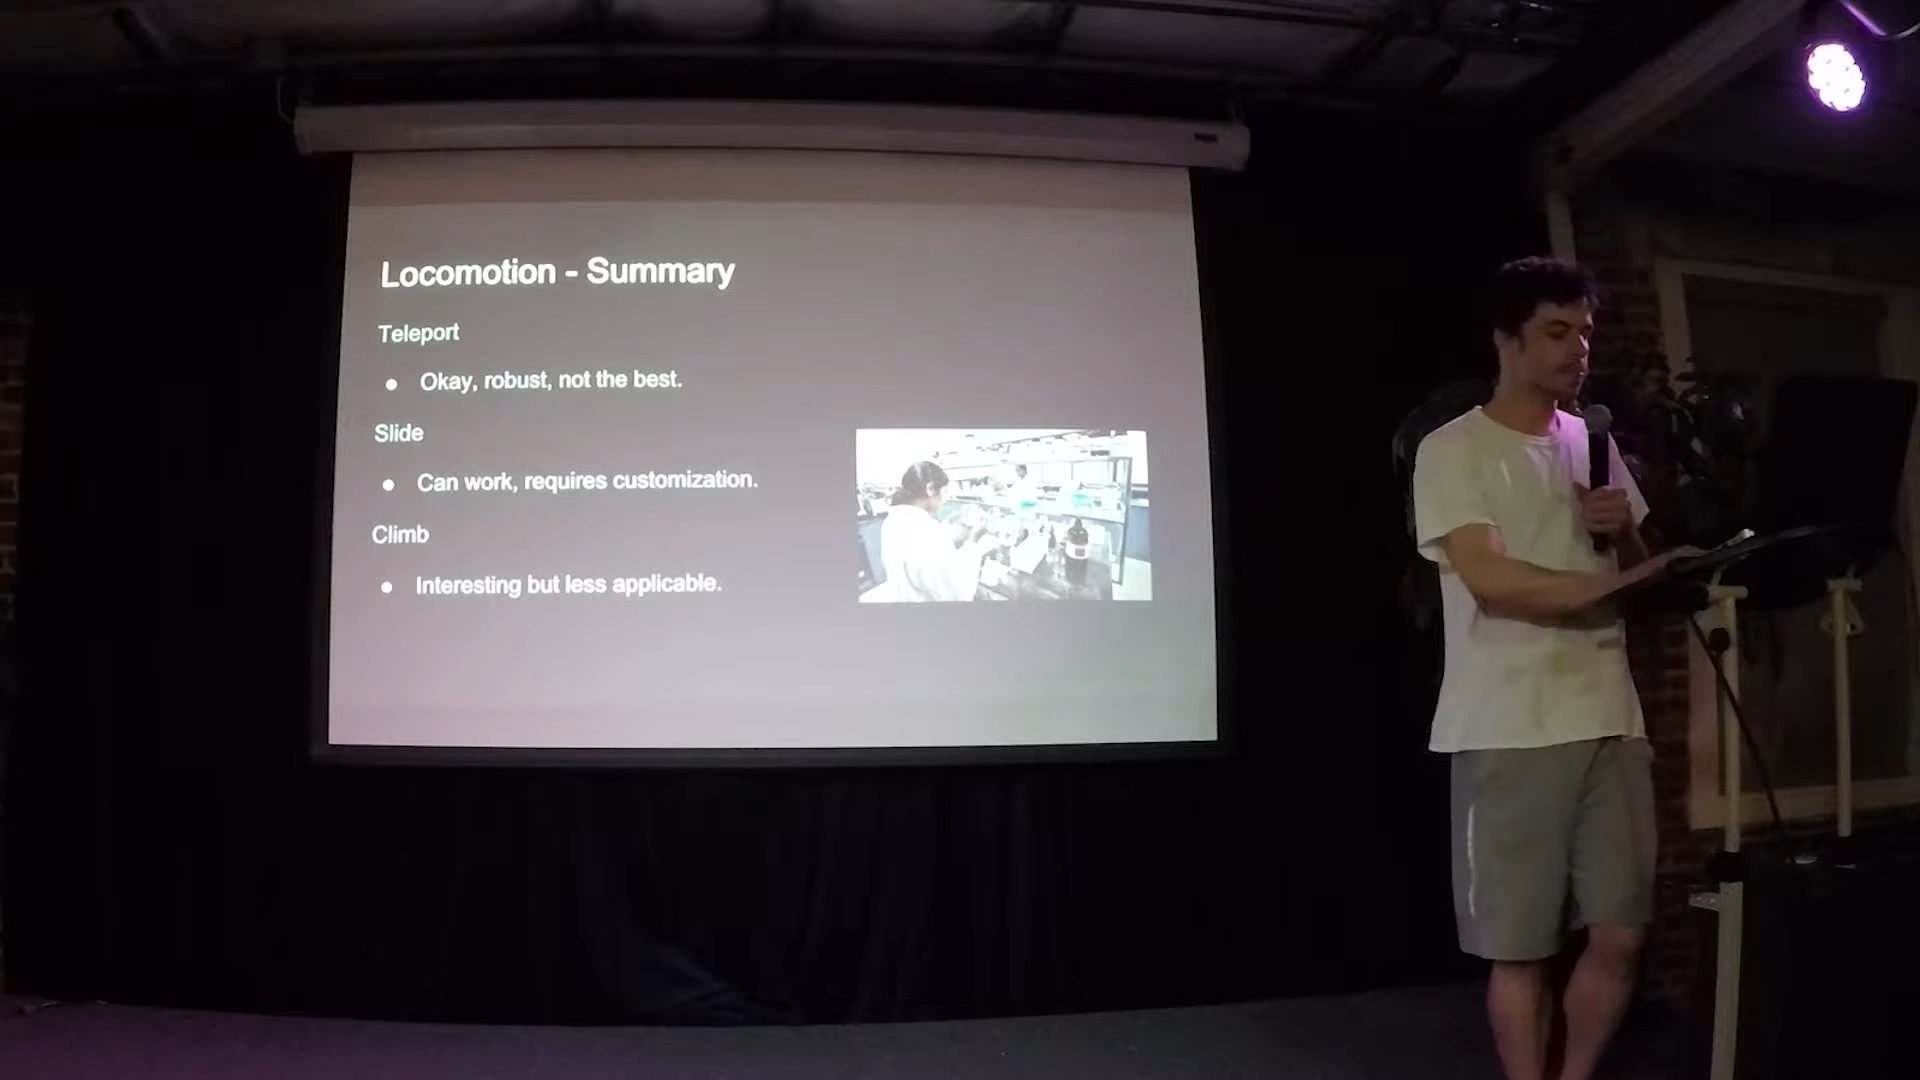 Locomotion - Summary
Teleport
● Okay, robust, not the best.
Slide
● Can work, requires customization.
Climb
● Interesting but less applicable.